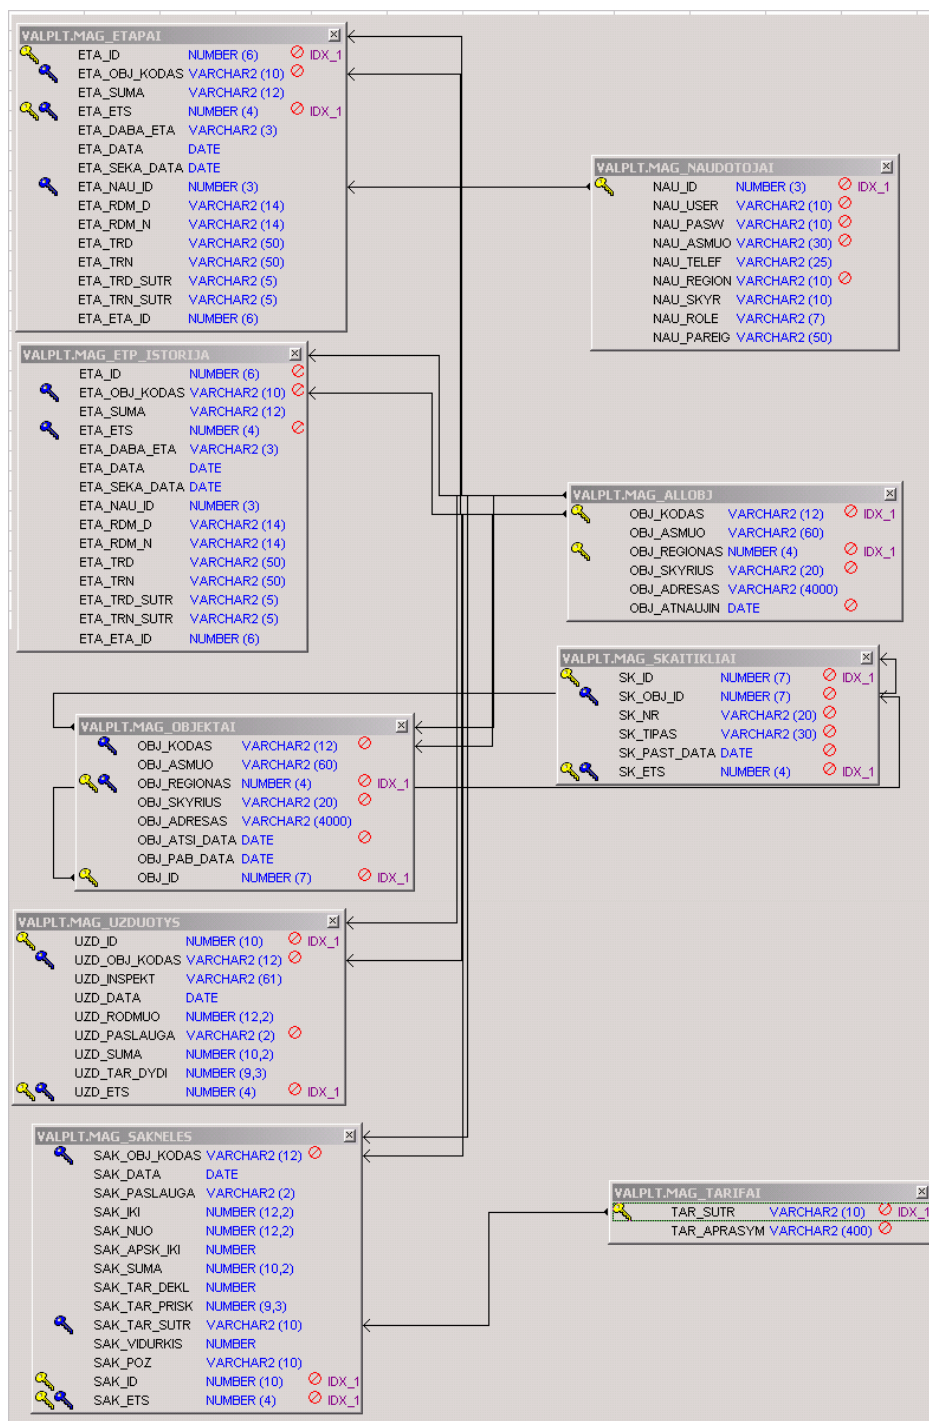 VALPLT.MAG_ETAPAI
ETA_ID NUMBER (6) IDX_1
ETA_OBJ_KODAS VARCHAR2 (10)
ETA_SUMA VARCHAR2 (12)
ETA_ETS NUMBER (4) IDX_1
ETA_DABA_ETA VARCHAR2 (3)
ETA_DATA DATE
ETA_SEKA_DATA DATE
ETA_NAU_ID NUMBER (3)
ETA_RDM_D VARCHAR2 (14)
ETA_RDM_N VARCHAR2 (14)
ETA_TRD VARCHAR2 (50)
ETA_TRN VARCHAR2 (50)
ETA_TRD_SUTR VARCHAR2 (5)
ETA_TRN_SUTR VARCHAR2 (5)
ETA_ETA_ID NUMBER (6)
VALPLT.MAG_NAUDOTOJAI
NAU_ID NUMBER (3) IDX_1
NAU_USER VARCHAR2 (10)
NAU_PASW VARCHAR2 (10)
NAU_ASMUO VARCHAR2 (30)
NAU_TELEF VARCHAR2 (25)
NAU_REGION VARCHAR2 (10)
NAU_SKYR VARCHAR2 (10)
NAU_ROLE VARCHAR2 (7)
NAU_PAREIG VARCHAR2 (50)
VALPLT.MAG_ETP_ISTORIJA
ETA_ID NUMBER (6)
ETA_OBJ_KODAS VARCHAR2 (10)
ETA_SUMA VARCHAR2 (12)
ETA_ETS NUMBER (4)
ETA_DABA_ETA VARCHAR2 (3)
ETA_DATA DATE
ETA_SEKA_DATA DATE
ETA_NAU_ID NUMBER (3)
ETA_RDM_D VARCHAR2 (14)
ETA_RDM_N VARCHAR2 (14)
ETA_TRD VARCHAR2 (50)
ETA_TRN VARCHAR2 (50)
ETA_TRD_SUTR VARCHAR2 (5)
ETA_TRN_SUTR VARCHAR2 (5)
ETA_ETA_ID NUMBER (6)
VALPLT.MAG_ALLOBJ
OBJ_KODAS VARCHAR2 (12) IDX_1
OBJ_ASMUO VARCHAR2 (60)
OBJ_REGIONAS NUMBER (4) IDX_1
OBJ_SKYRIUS VARCHAR2 (20)
OBJ_ADRESAS VARCHAR2 (4000)
OBJ_ATNAUJIN DATE
VALPLT.MAG_SKAITIKLIAI
SK_ID NUMBER (7) IDX_1
SK_OBJ_ID NUMBER (7)
SK_NR VARCHAR2 (20)
SK_TIPAS VARCHAR2 (30)
SK_PAST_DATA DATE
SK_ETS NUMBER (4) IDX_1
VALPLT.MAG_OBJEKTAI
OBJ_KODAS VARCHAR2 (12)
OBJ_ASMUO VARCHAR2 (60)
OBJ_REGIONAS NUMBER (4) IDX_1
OBJ_SKYRIUS VARCHAR2 (20)
OBJ_ADRESAS VARCHAR2 (4000)
OBJ_ATSI_DATA DATE
OBJ_PAB_DATA DATE
OBJ_ID NUMBER (7) IDX_1
VALPLT.MAG_UZDUOTYS
UZD_ID NUMBER (10) IDX_1
UZD_OBJ_KODAS VARCHAR2 (12)
UZD_INSPEKT VARCHAR2 (61)
UZD_DATA DATE
UZD_RODMUO NUMBER (12,2)
UZD_PASLAUGA VARCHAR2 (2)
UZD_SUMA NUMBER (10,2)
UZD_TAR_DYDI NUMBER (9,3)
UZD_ETS NUMBER (4) IDX_1
VALPLT.MAG_SAKNELES
SAK_OBJ_KODAS VARCHAR2 (12)
SAK_DATA DATE
SAK_PASLAUGA VARCHAR2 (2)
SAK_IKI NUMBER (12,2)
SAK_NUO NUMBER (12,2)
SAK_APSK_IKI NUMBER
SAK_SUMA NUMBER (10,2)
SAK_TAR_DEKL NUMBER
SAK_TAR_PRISK NUMBER (9,3)
SAK_TAR_SUTR VARCHAR2 (10)
SAK_VIDURKIS NUMBER
SAK_POZ VARCHAR2 (10)
SAK_ID NUMBER (10) IDX_1
SAK_ETS NUMBER (4) IDX_1
VALPLT.MAG_TARIFAI
TAR_SUTR VARCHAR2 (10) IDX_1
TAR_APRASYM VARCHAR2 (400)